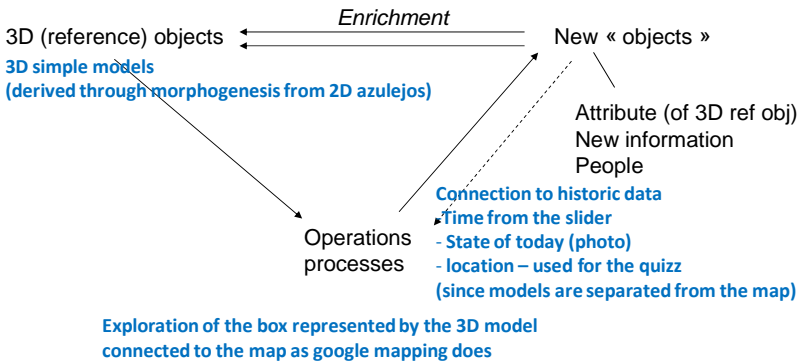 Enrichment
3D (reference) objects
New « objects »
3D simple models
(derived through morphogenesis from 2D azulejos)
Attribute (of 3D ref obj)
New information
People
Connection to historic data
-Time from the slider
- State of today (photo)
- location – used for the quizz
(since models are separated from the map)
Operations
processes
Exploration of the box represented by the 3D model
connected to the map as google mapping does